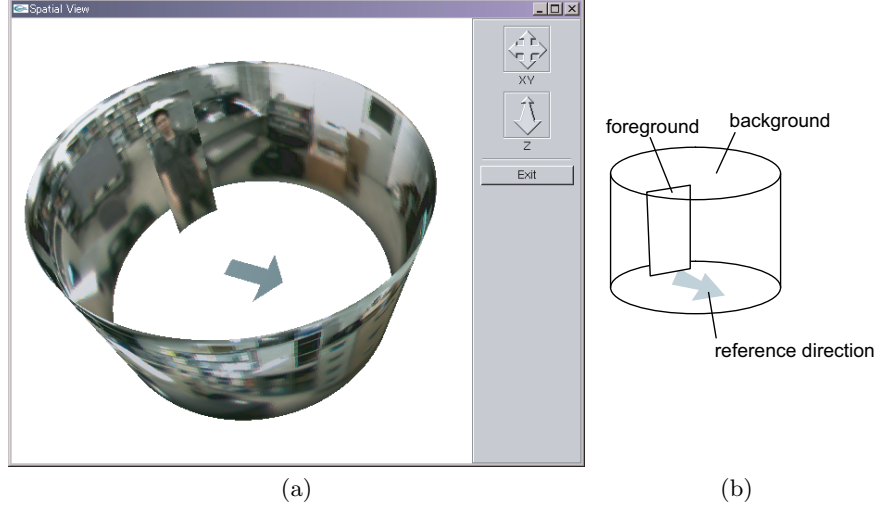 Spatial View
XY
Z
Exit
foreground
background
reference direction
(a)
(b)